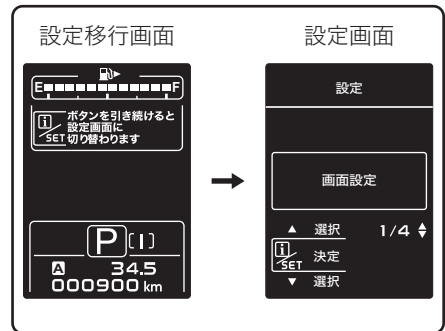 設定移行画面
E F
i/SET ボタンを引き続けると
設定画面に
切り替わります
P [1]
A 34.5
000900 km
設定画面
設定
画面設定
▲ 選択 1/4
i/SET 決定
▼ 選択